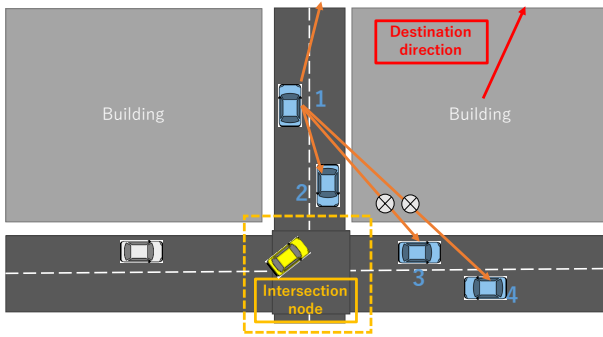 Destination
direction
Building
1
Building
2
3
4
Intersection
node